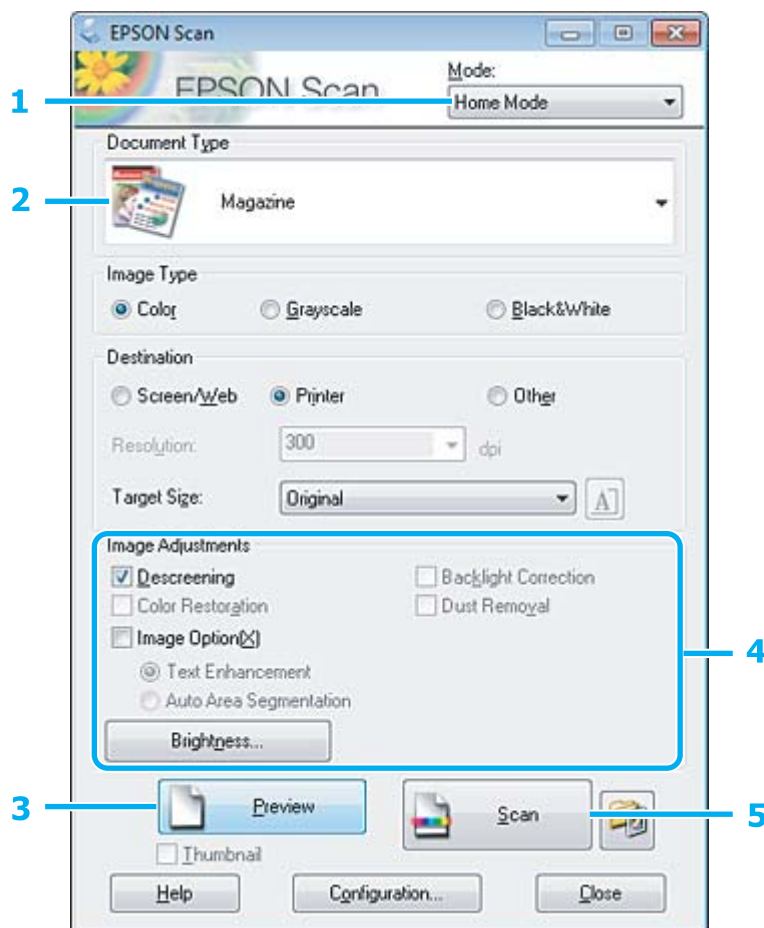 EPSON Scan
EPSON Scan
Mode:
1 Home Mode
Document Type
2 Magazine
Image Type
Color Grayscale Black&White
Destination
Screen/Web Printer Other
Resolution: 300 dpi
Target Size: Original A
Image Adjustments
Descreening Backlight Correction
Color Restoration Dust Removal
Image Option(X)
4
Text Enhancement
Auto Area Segmentation
Brightness...
3 Preview Scan 5
Thumbnail
Help Configuration... Close